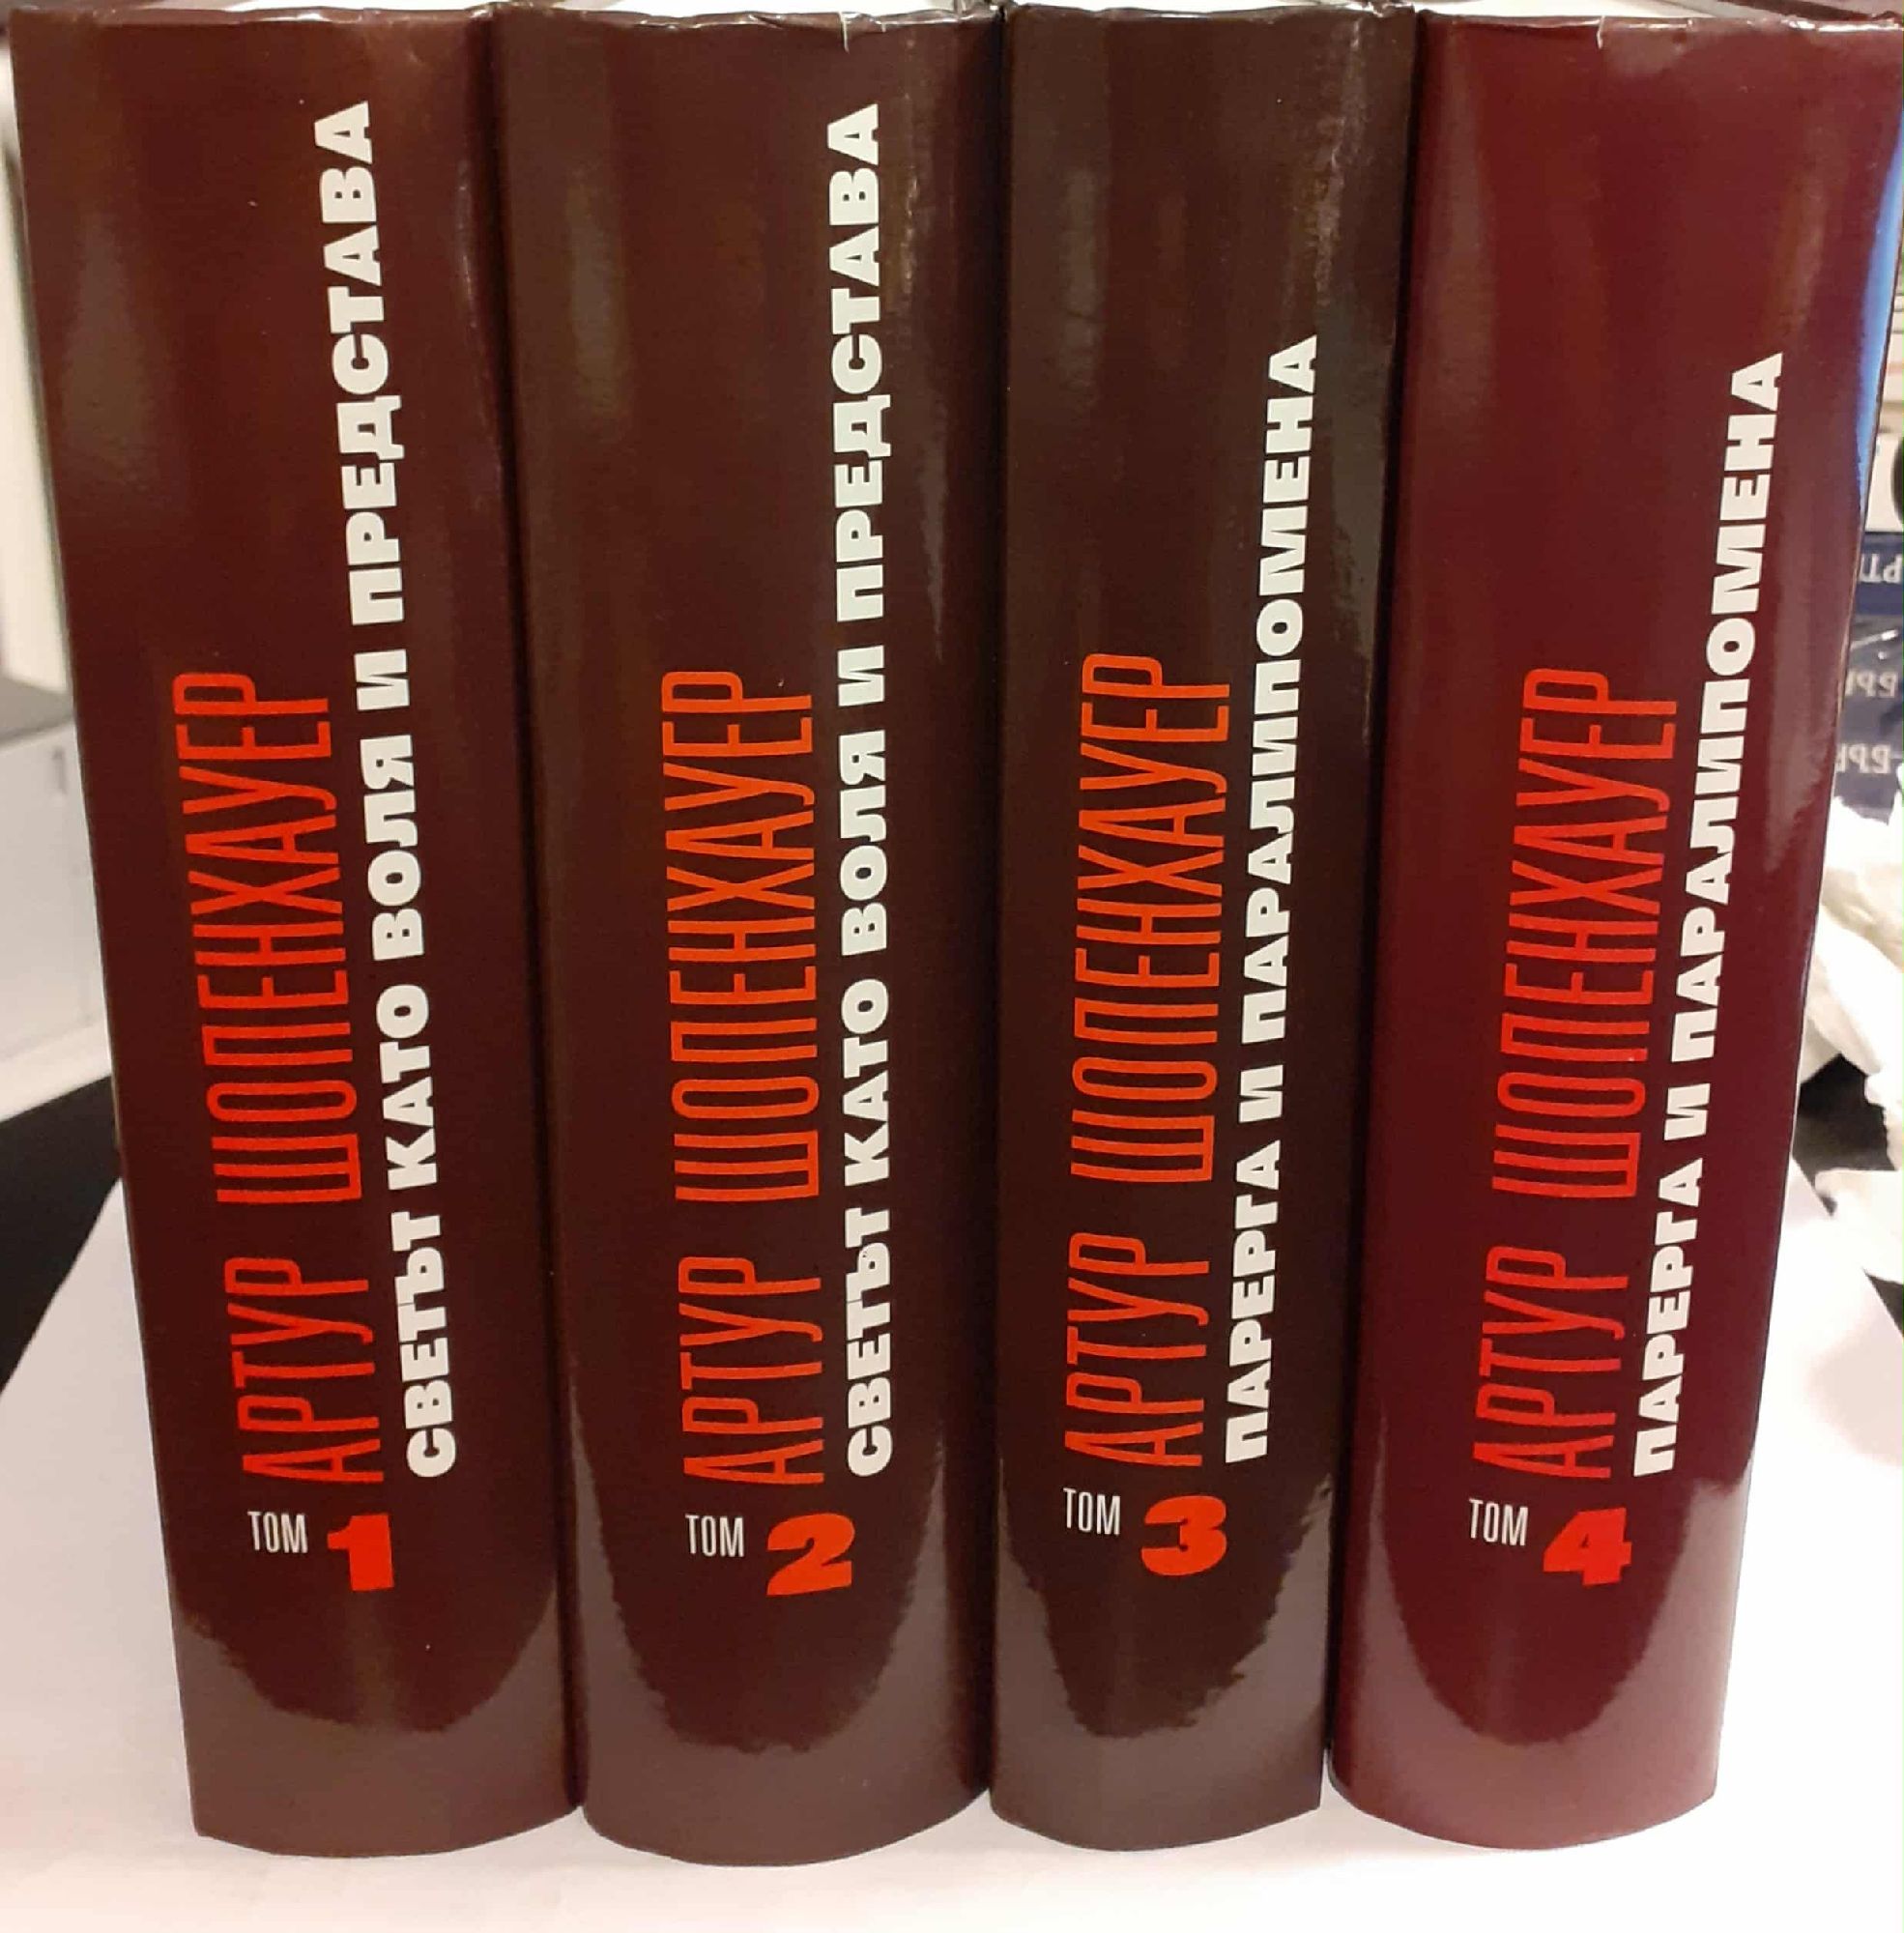 АРТУР ШОПЕНХАУЕР
СВЕТЪТ КАТО ВОЛЯ И ПРЕДСТАВА
ТОМ 1
АРТУР ШОПЕНХАУЕР
СВЕТЪТ КАТО ВОЛЯ И ПРЕДСТАВА
ТОМ 2
АРТУР ШОПЕНХАУЕР
ПАРЕРГА И ПАРАЛИПОМЕНА
ТОМ 3
АРТУР ШОПЕНХАУЕР
ПАРЕРГА И ПАРАЛИПОМЕНА
ТОМ 4